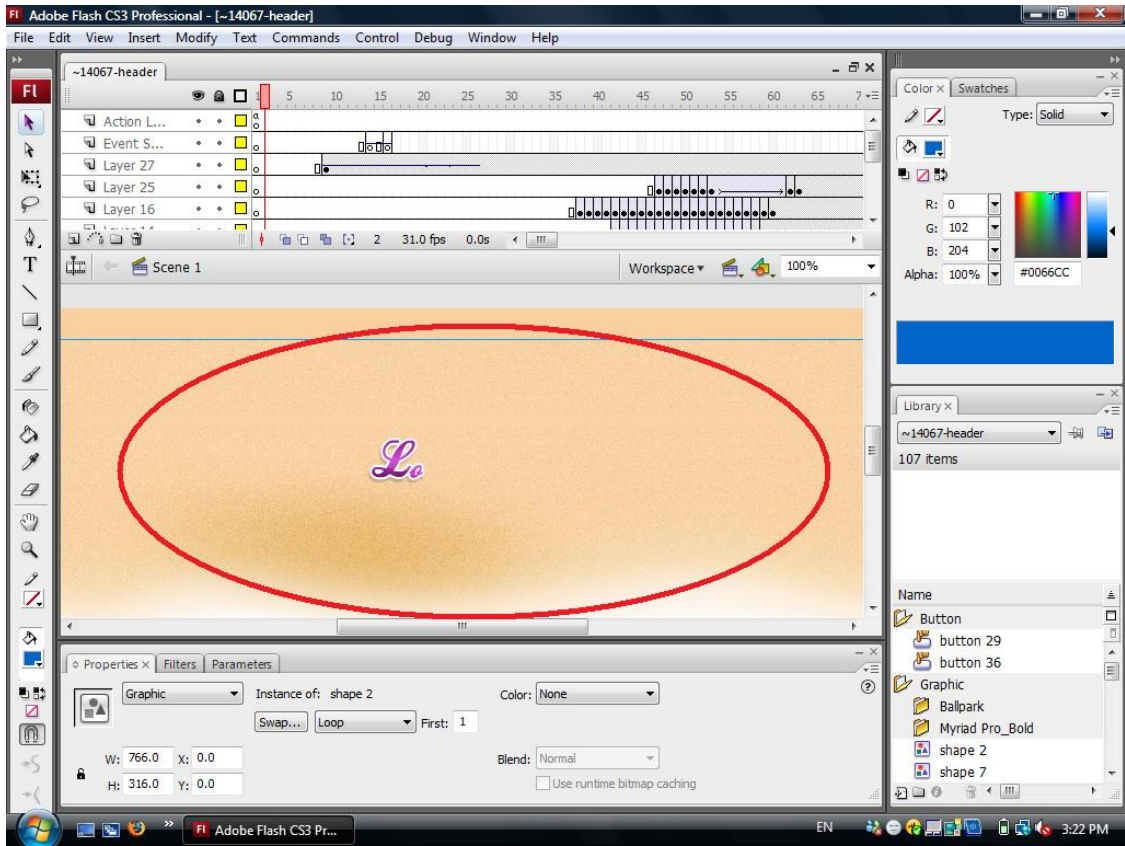 Fl Adobe Flash CS3 Professional - [~14067-header]
File Edit View Insert Modify Text Commands Control Debug Window Help
~14067-header
Fl
1 5 10 15 20 25 30 35 40 45 50 55 60 65 7
Action L...
Event S...
Layer 27
Layer 25
Layer 16
2 31.0 fps 0.0s
Scene 1 Workspace 100%
Lo
Properties Filters Parameters
Graphic Instance of: shape 2 Color: None
Swap... Loop First: 1
W: 766.0 X: 0.0 Blend: Normal
H: 316.0 Y: 0.0 Use runtime bitmap caching
Color Swatches
Type: Solid
R: 0
G: 102
B: 204
Alpha: 100% #0066CC
Library
~14067-header
107 items
Name
Button
button 29
button 36
Graphic
Ballpark
Myriad Pro_Bold
shape 2
shape 7
Fl Adobe Flash CS3 Pr... EN 3:22 PM